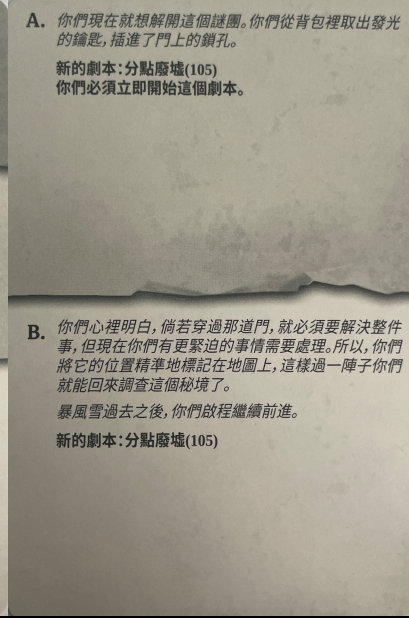 A. 你們現在就想解開這個謎團。你們從背包裡取出發光
的鑰匙，插進了門上的鎖孔。
新的劇本：分點廢墟(105)
你們必須立即開始這個劇本。
B. 你們心裡明白，倘若穿過那道門，就必須要解決整件
事，但現在你們有更緊迫的事情需要處理。所以，你們
將它的位置精準地標記在地圖上，這樣過一陣子你們
就能回來調查這個秘境了。
暴風雪過去之後，你們啟程繼續前進。
新的劇本：分點廢墟(105)